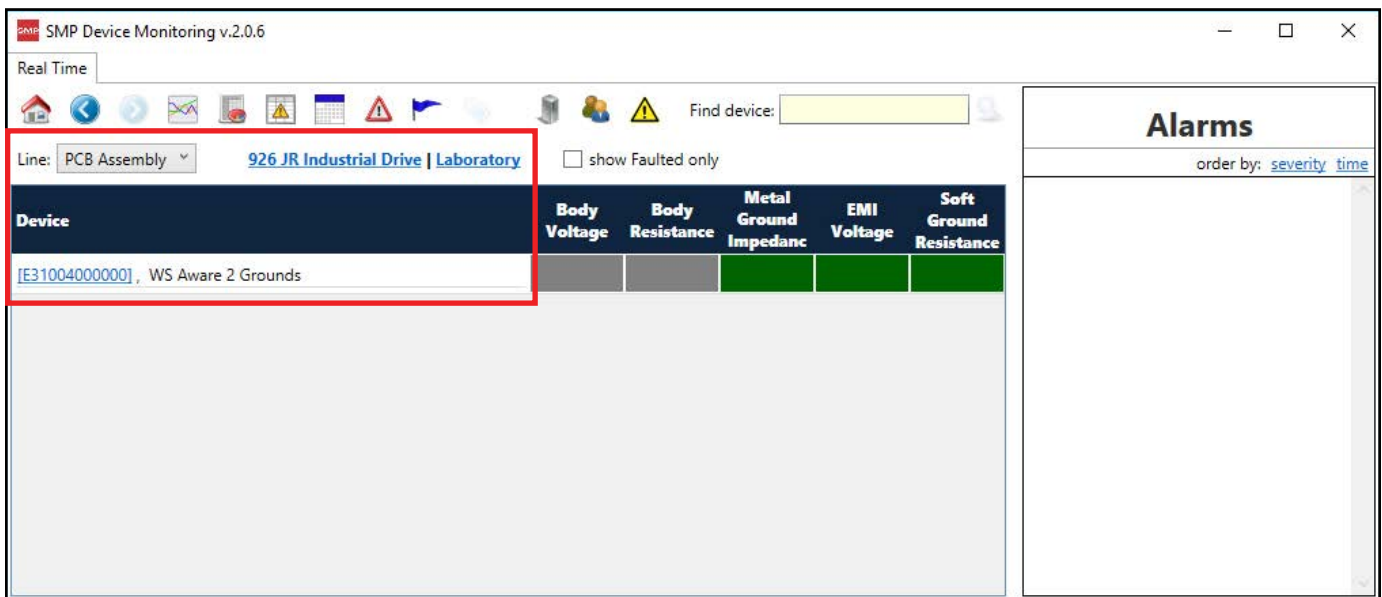 SMP SMP Device Monitoring v.2.0.6
Real Time
Find device:
Line: PCB Assembly 926 JR Industrial Drive | Laboratory show Faulted only
Device
Body Voltage
Body Resistance
Metal Ground Impedanc
EMI Voltage
Soft Ground Resistance
[E31004000000] , WS Aware 2 Grounds
Alarms
order by: severity time